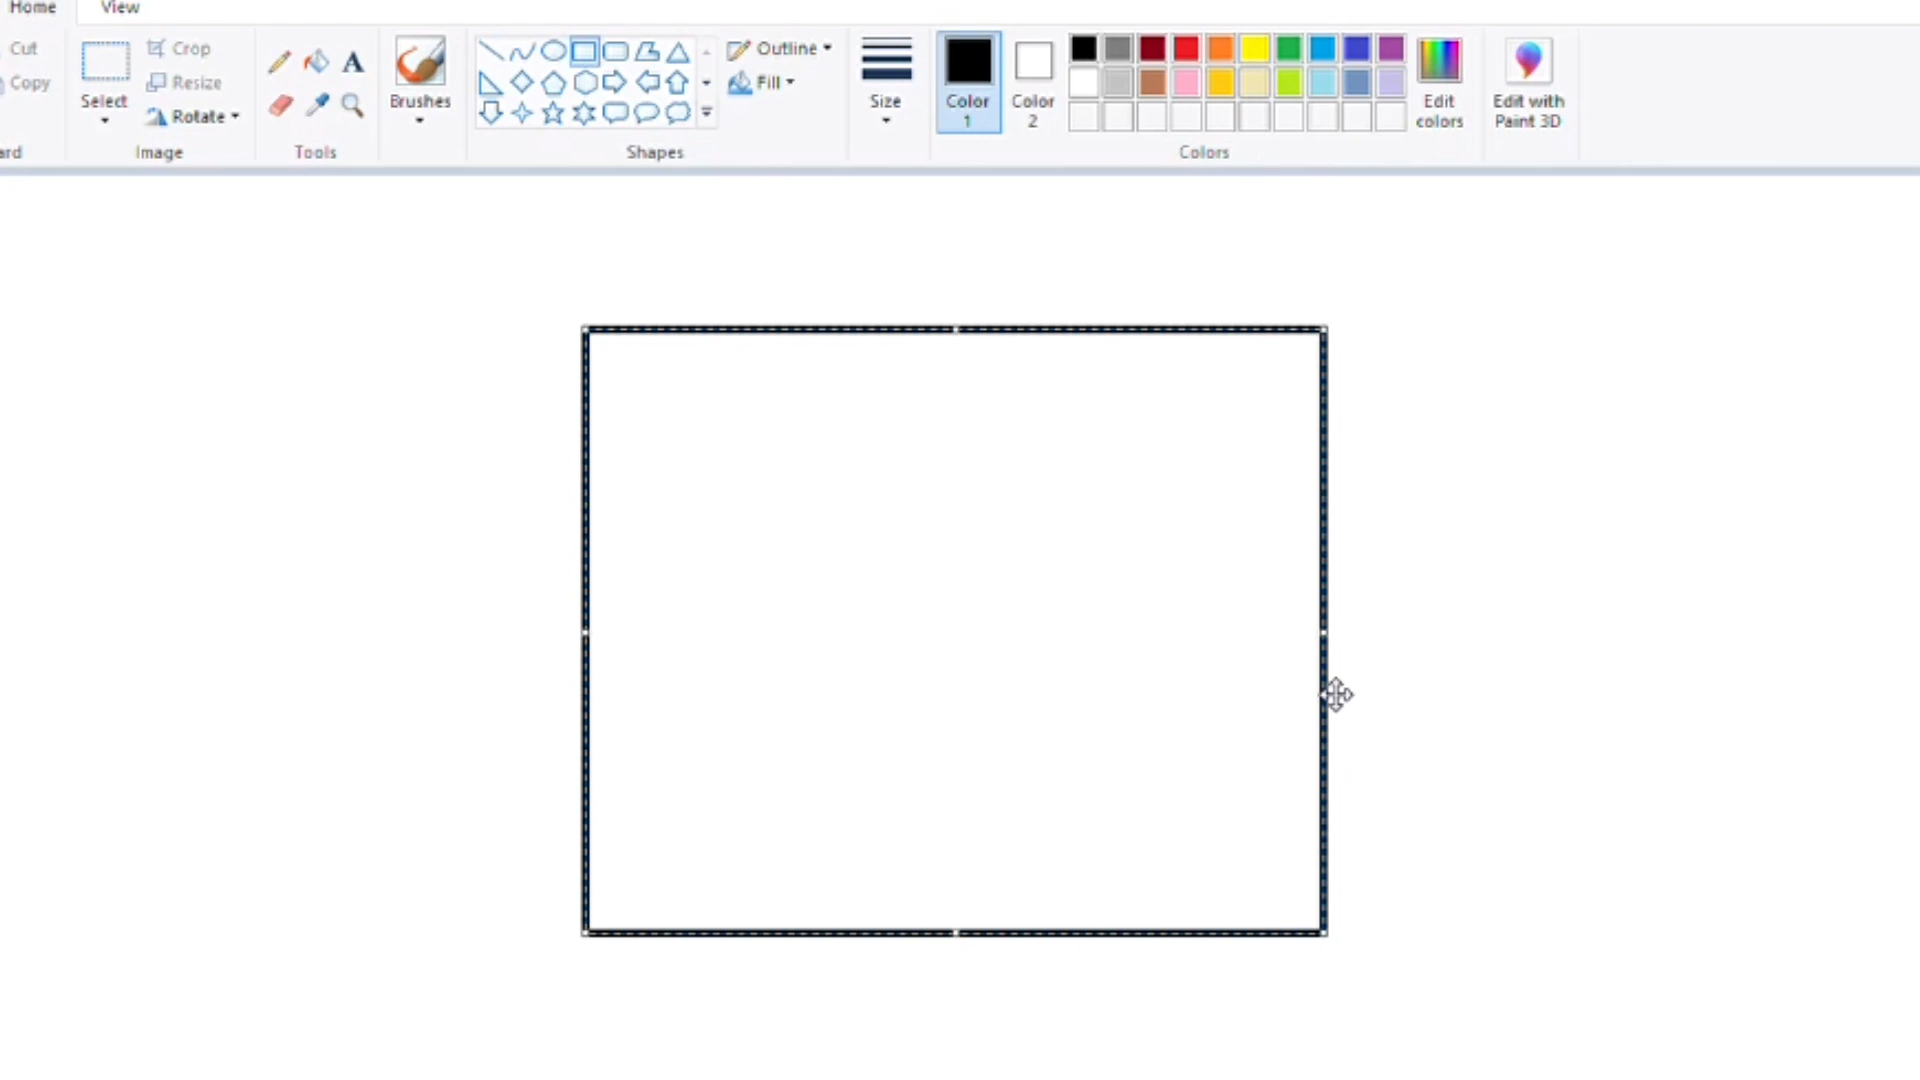 Home View
Cut
Copy
ard
Select
Crop
Resize
Rotate
Image
A
Tools
Brushes
Shapes
Outline
Fill
Size
Color
1
Color
2
Colors
Edit
colors
Edit with
Paint 3D